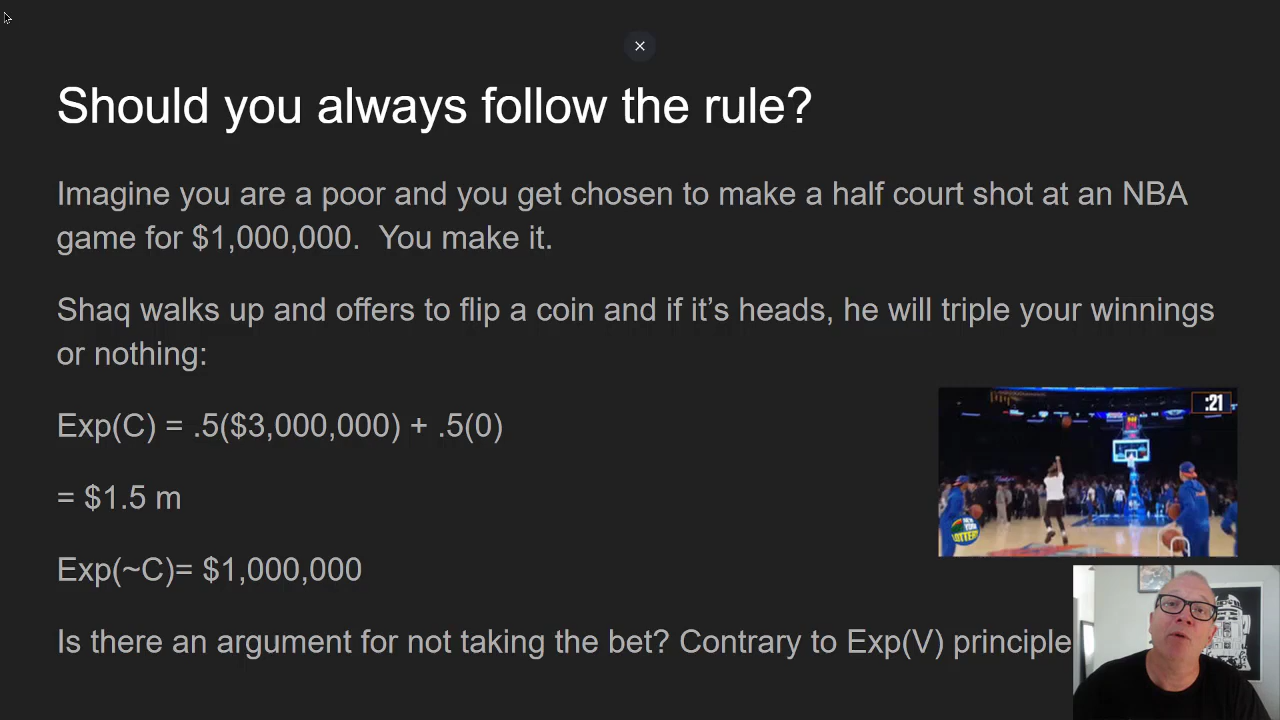 Should you always follow the rule?
Imagine you are a poor and you get chosen to make a half court shot at an NBA
game for $1,000,000.  You make it.
Shaq walks up and offers to flip a coin and if it’s heads, he will triple your winnings
or nothing:
Exp(C) = .5($3,000,000) + .5(0)
:21
= $1.5 m
NEW YORK LOTTERY
Exp(~C)= $1,000,000
Is there an argument for not taking the bet? Contrary to Exp(V) principle